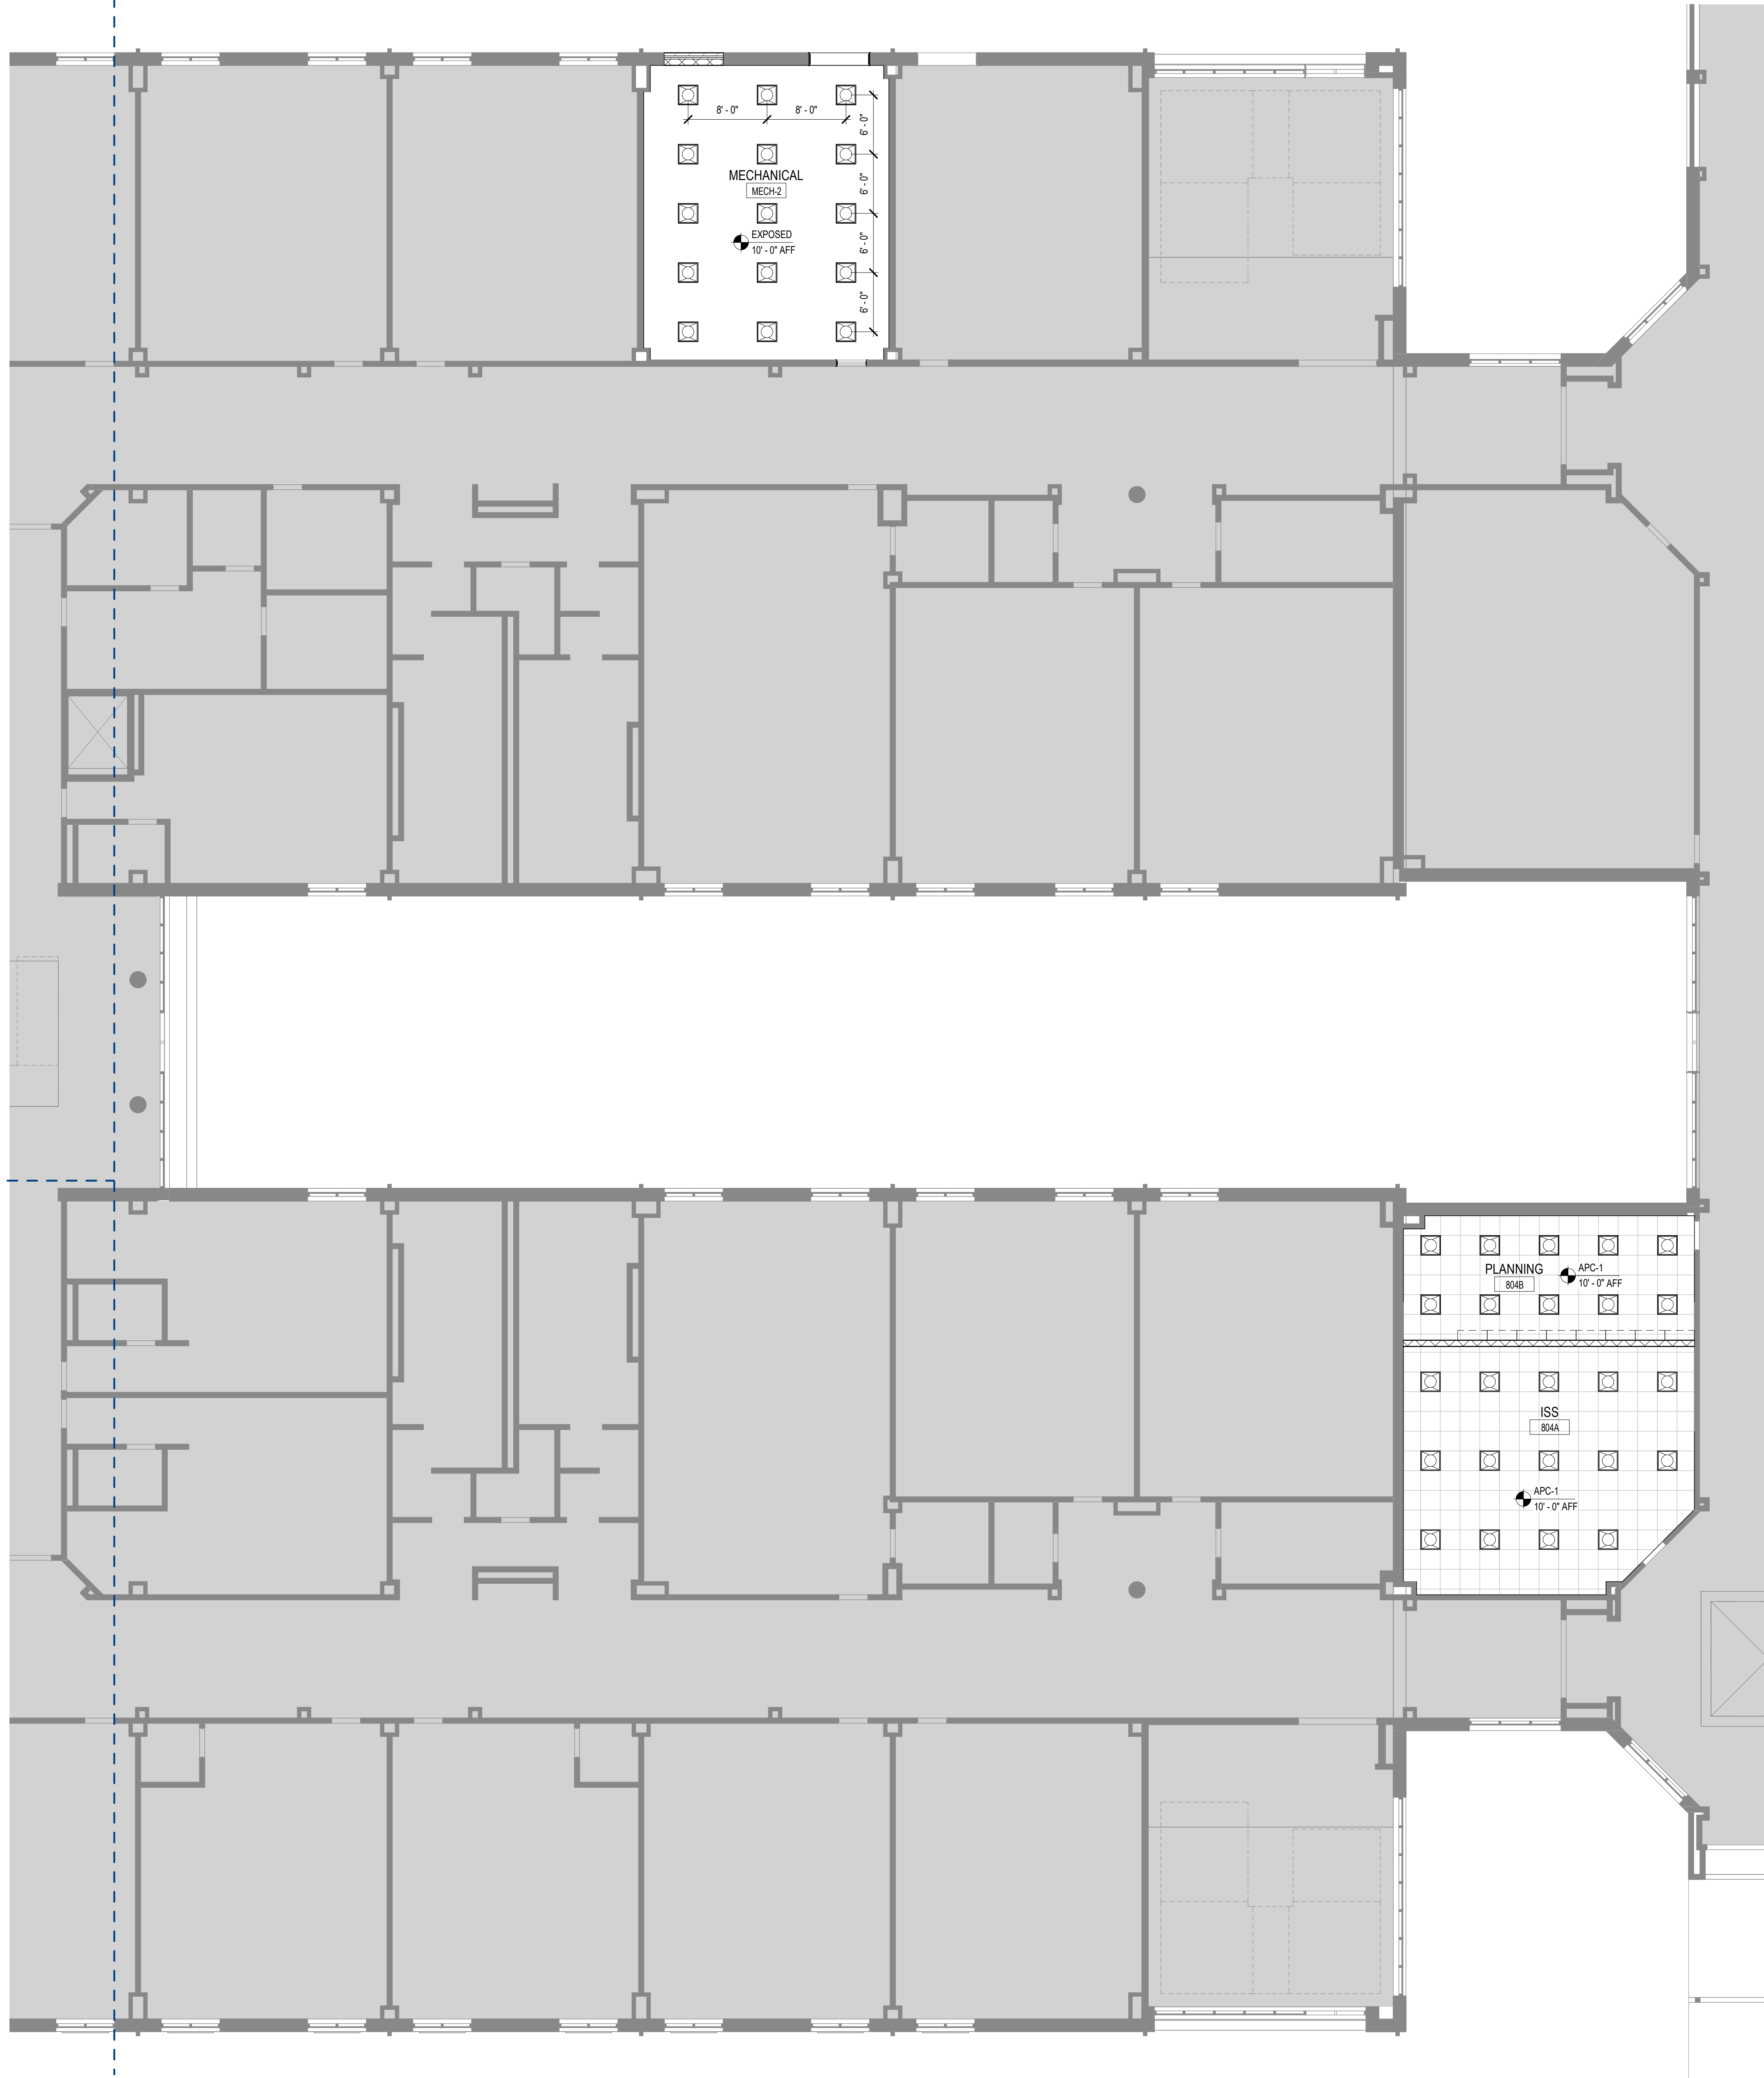 8' - 0"
8' - 0"
6' - 0"
MECHANICAL
MECH-2
6' - 0"
EXPOSED
10' - 0" AFF
6' - 0"
6' - 0"
PLANNING
804B
APC-1
10' - 0" AFF
ISS
804A
APC-1
10' - 0" AFF